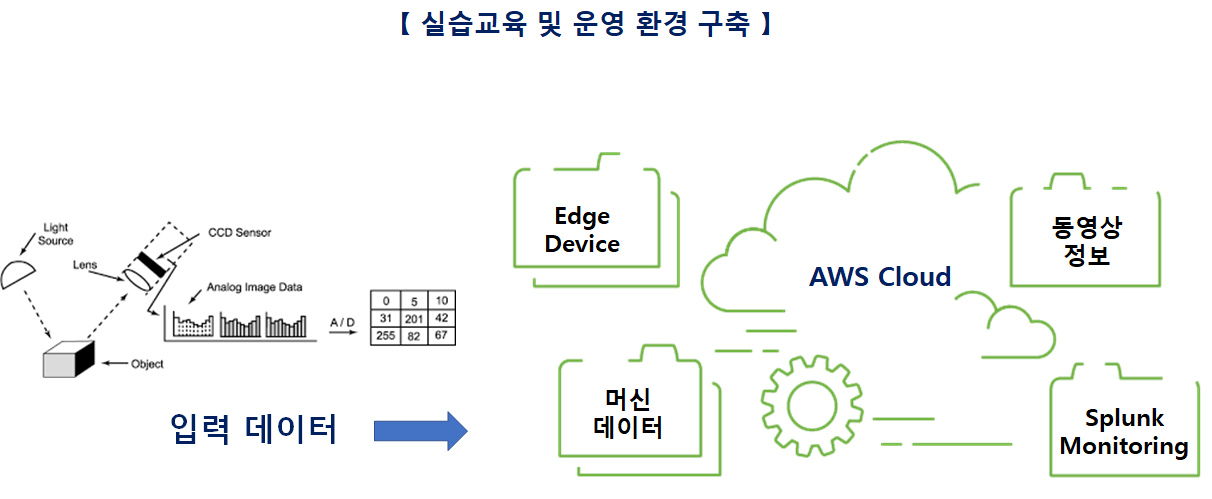 【 실습교육 및 운영 환경 구축 】
Light
Source
CCD Sensor
Lens
Analog Image Data
A / D
0 5 10
31 201 42
255 82 67
Object
입력 데이터
Edge
Device
AWS Cloud
동영상
정보
머신
데이터
Splunk
Monitoring